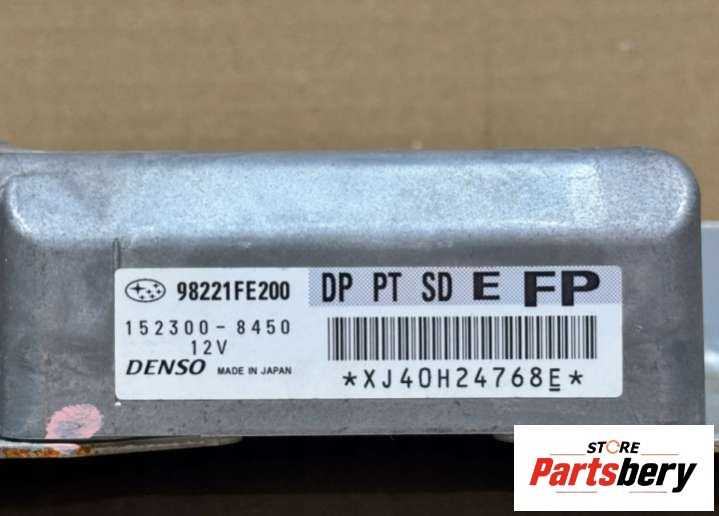 98221FE200 DP PT SD E FP
152300-8450
12V
DENSO MADE IN JAPAN
*XJ40H24768E*
STORE
Partsbery